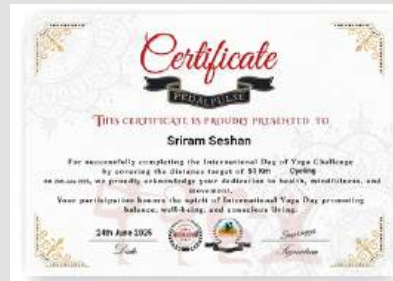 Certificate
PEDALPULSE
THIS CERTIFICATE IS PROUDLY PRESENTED TO
Sriram Seshan
For successfully completing the International Day of Yoga Challenge
by covering the distance target of 51 Km Cycling
we proudly acknowledge your dedication to health, mindfulness, and
movement.
Your participation honors the spirit of International Yoga Day promoting
balance, well-being, and conscious living.
24th June 2025
Date
Signature